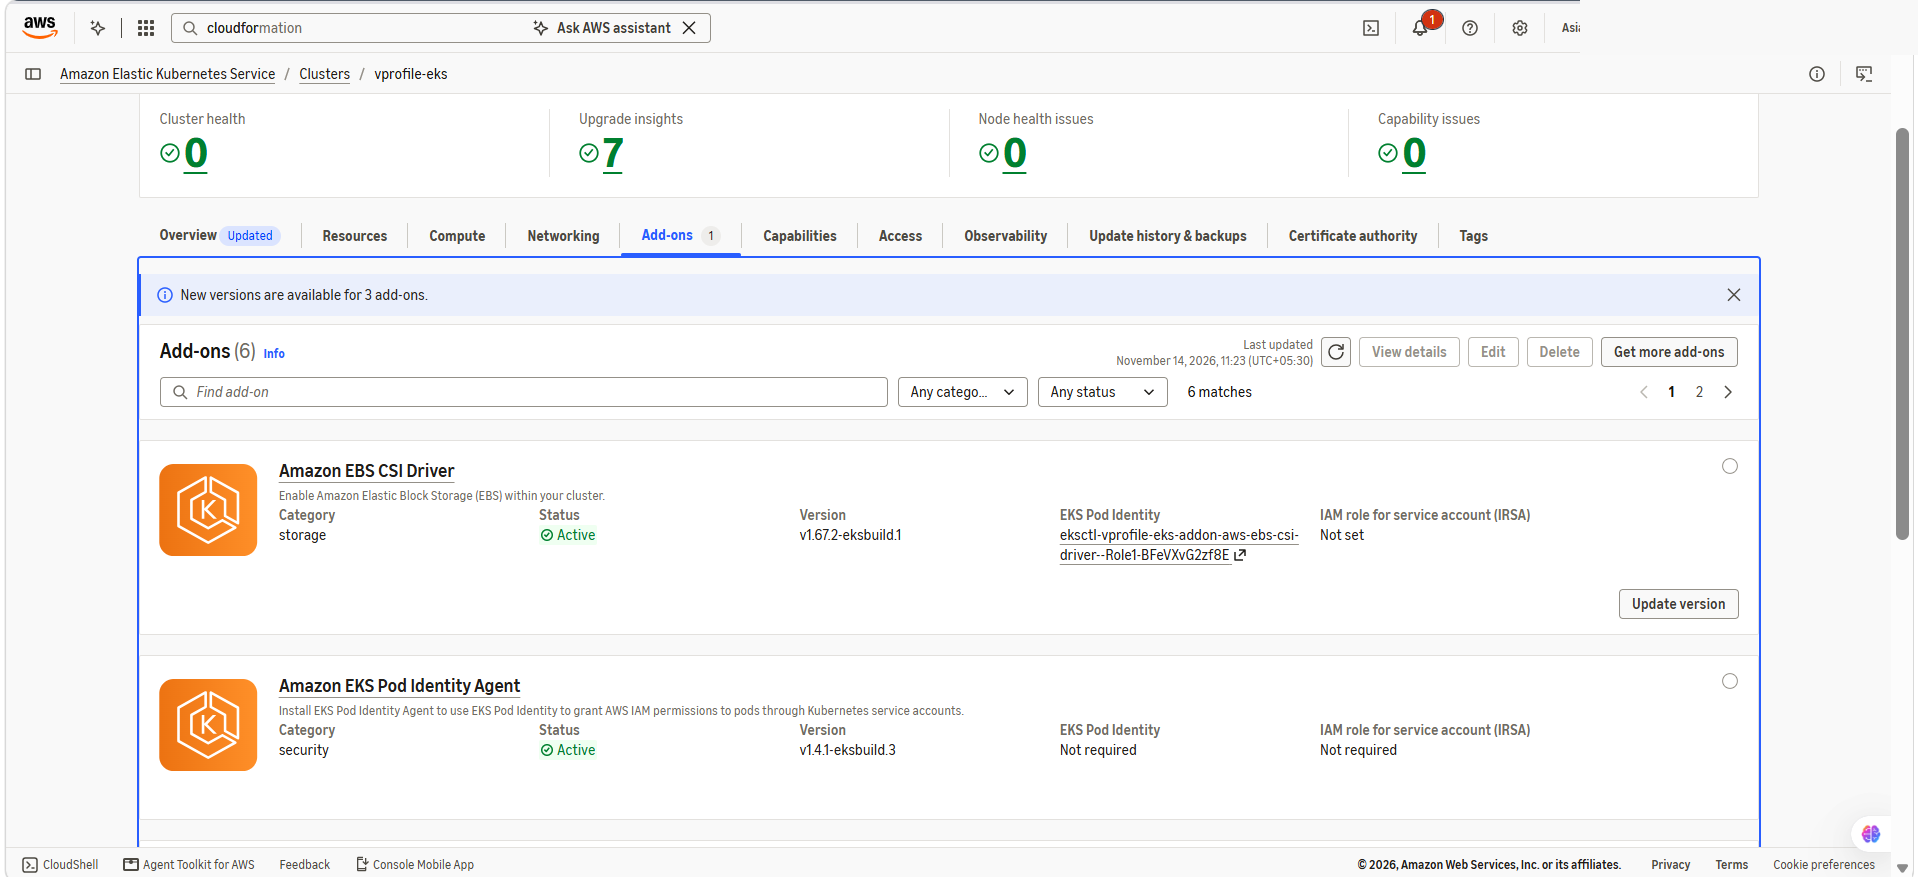 aws
cloudformation
Ask AWS assistant
1
Asia
Amazon Elastic Kubernetes Service / Clusters / vprofile-eks
Cluster health
0
Upgrade insights
7
Node health issues
0
Capability issues
0
Overview Updated
Resources
Compute
Networking
Add-ons 1
Capabilities
Access
Observability
Update history & backups
Certificate authority
Tags
New versions are available for 3 add-ons.
Add-ons (6) Info
Last updated
November 14, 2026, 11:23 (UTC+05:30)
View details
Edit
Delete
Get more add-ons
Find add-on
Any catego...
Any status
6 matches
1 2
Amazon EBS CSI Driver
Enable Amazon Elastic Block Storage (EBS) within your cluster.
Category
storage
Status
Active
Version
v1.67.2-eksbuild.1
EKS Pod Identity
eksctl-vprofile-eks-addon-aws-ebs-csi-
driver--Role1-BFeVXvG2zf8E
IAM role for service account (IRSA)
Not set
Update version
Amazon EKS Pod Identity Agent
Install EKS Pod Identity Agent to use EKS Pod Identity to grant AWS IAM permissions to pods through Kubernetes service accounts.
Category
security
Status
Active
Version
v1.4.1-eksbuild.3
EKS Pod Identity
Not required
IAM role for service account (IRSA)
Not required
CloudShell
Agent Toolkit for AWS
Feedback
Console Mobile App
© 2026, Amazon Web Services, Inc. or its affiliates.
Privacy
Terms
Cookie preferences